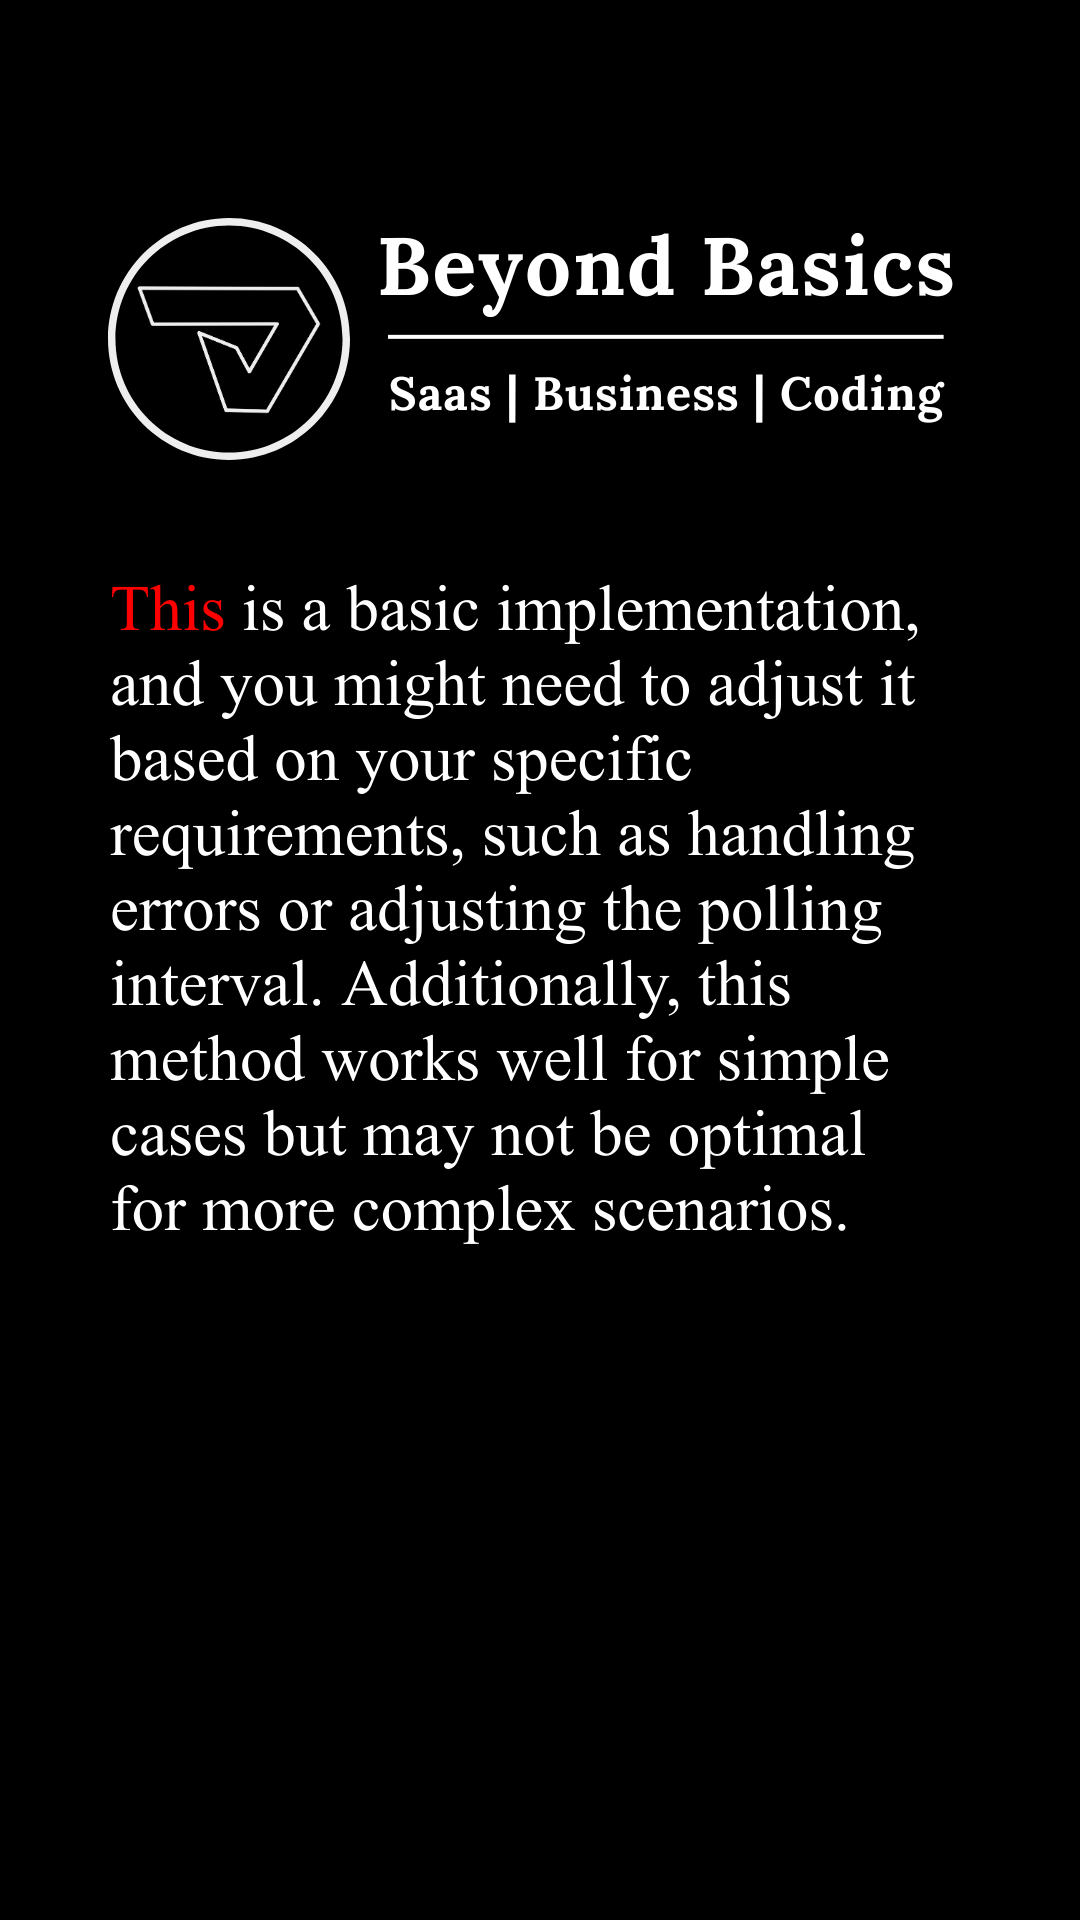 Beyond Basics
Saas | Business | Coding
This is a basic implementation,
and you might need to adjust it
based on your specific
requirements, such as handling
errors or adjusting the polling
interval. Additionally, this
method works well for simple
cases but may not be optimal
for more complex scenarios.